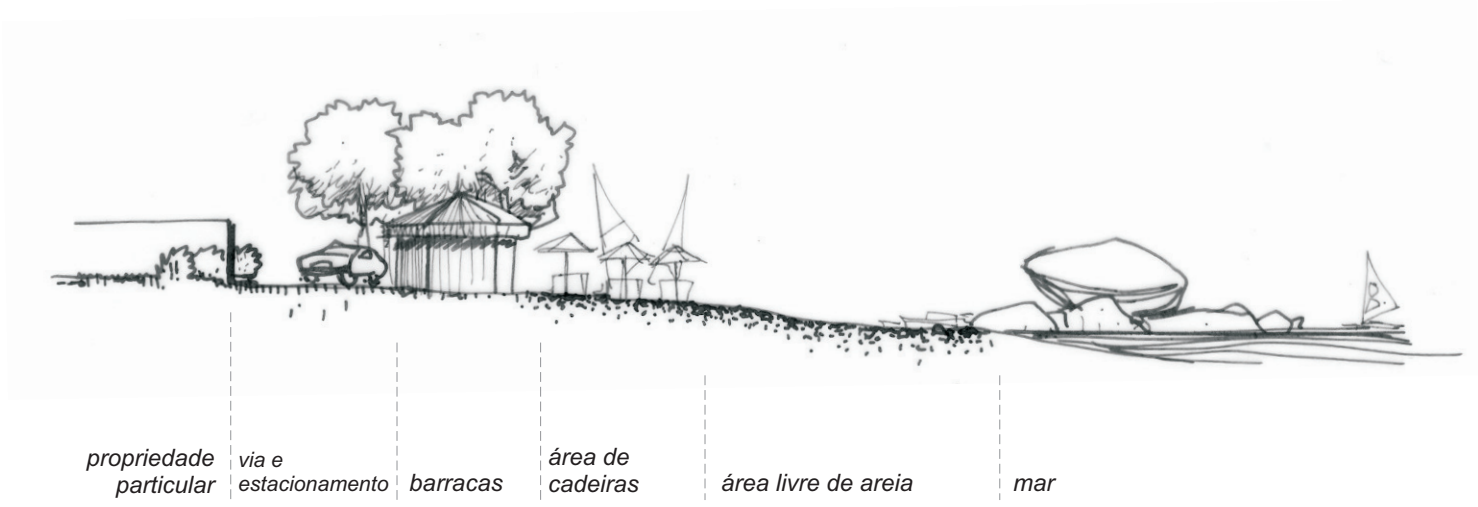 propriedade
particular
via e
estacionamento
barracas
área de
cadeiras
área livre de areia
mar